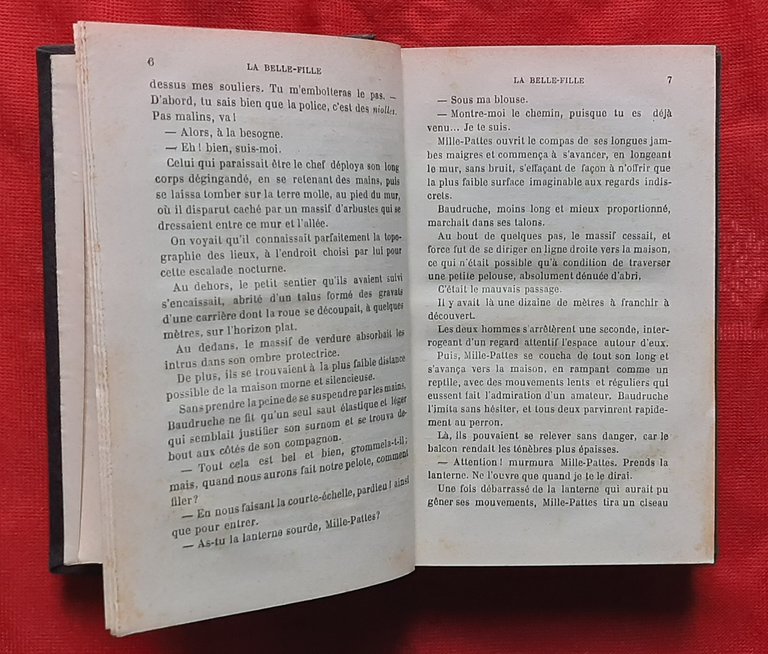 6
LA BELLE-FILLE
dessus mes souliers. Tu m'emboîteras le pas. —
D'abord, tu sais bien que la police, c'est des niolles.
Pas malins, va!
— Alors, à la besogne.
— Eh! bien, suis-moi.
Celui qui paraissait être le chef déploya son long
corps dégingandé, en se retenant des mains, puis
se laissa tomber sur la terre molle, au pied du mur,
où il disparut caché par un massif d'arbustes qui se
dressaient entre ce mur et l'allée.
On voyait qu'il connaissait parfaitement la topo-
graphie des lieux, à l'endroit choisi par lui pour
cette escalade nocturne.
Au dehors, le petit sentier qu'ils avaient suivi
s'encaissait, abrité d'un talus formé des gravats
d'une carrière dont la roue se découpait, à quelques
mètres, sur l'horizon plat.
Au dedans, le massif de verdure absorbait les
intrus dans son ombre protectrice.
De plus, ils se trouvaient à la plus faible distance
possible de la maison morne et silencieuse.
Sans prendre la peine de se suspendre par les mains,
Baudruche ne fit qu'un seul saut élastique et léger
qui semblait justifier son surnom et se trouva de-
bout aux côtés de son compagnon.
— Tout cela est bel et bien, grommela-t-il;
mais, quand nous aurons fait notre pelote, comment
filer?
— En nous faisant la courte-échelle, pardieu! ainsi
que pour entrer.
— As-tu la lanterne sourde, Mille-Pattes?
LA BELLE-FILLE
7
— Sous ma blouse.
— Montre-moi le chemin, puisque tu es déjà
venu... Je te suis.
Mille-Pattes ouvrit le compas de ses longues jam-
bes maigres et commença à s'avancer, en longeant
le mur, sans bruit, s'effaçant de façon à n'offrir que
la plus faible surface imaginable aux regards indis-
crets.
Baudruche, moins long et mieux proportionné,
marchait dans ses talons.
Au bout de quelques pas, le massif cessait, et
force fut de se diriger en ligne droite vers la maison,
ce qui n'était possible qu'à condition de traverser
une petite pelouse, absolument dénuée d'abri,
C'était le mauvais passage.
Il y avait là une dizaine de mètres à franchir à
découvert.
Les deux hommes s'arrêtèrent une seconde, inter-
rogeant d'un regard attentif l'espace autour d'eux.
Puis, Mille-Pattes se coucha de tout son long et
s'avança vers la maison, en rampant comme un
reptile, avec des mouvements lents et réguliers qui
eussent fait l'admiration d'un amateur. Baudruche
l'imita sans hésiter, et tous deux parvinrent rapide-
ment au perron.
Là, ils pouvaient se relever sans danger, car le
balcon rendait les ténèbres plus épaisses.
— Attention! murmura Mille-Pattes. Prends la
lanterne. Ne l'ouvre que quand je te le dirai.
Une fois débarrassé de la lanterne qui aurait pu
gêner ses mouvements, Mille-Pattes tira un ciseau